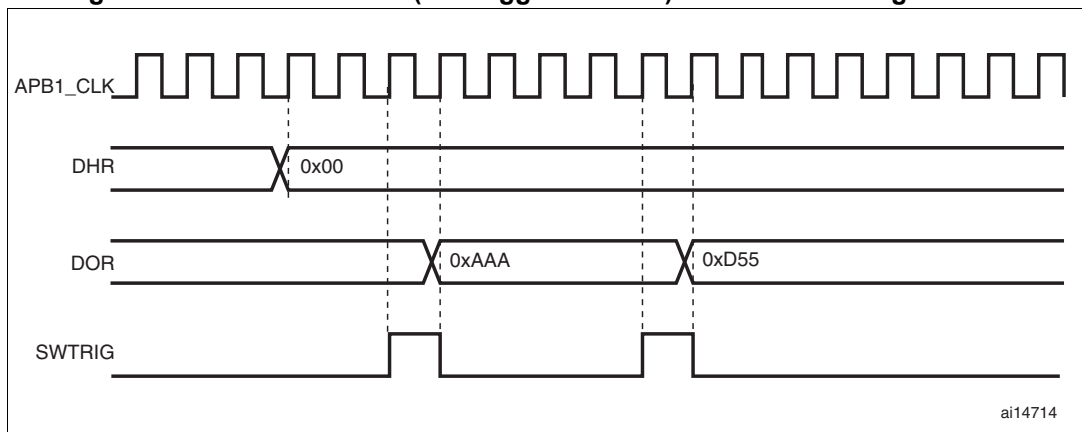 APB1_CLK
DHR
0x00
DOR
0xAAA
0xD55
SWTRIG
ai14714